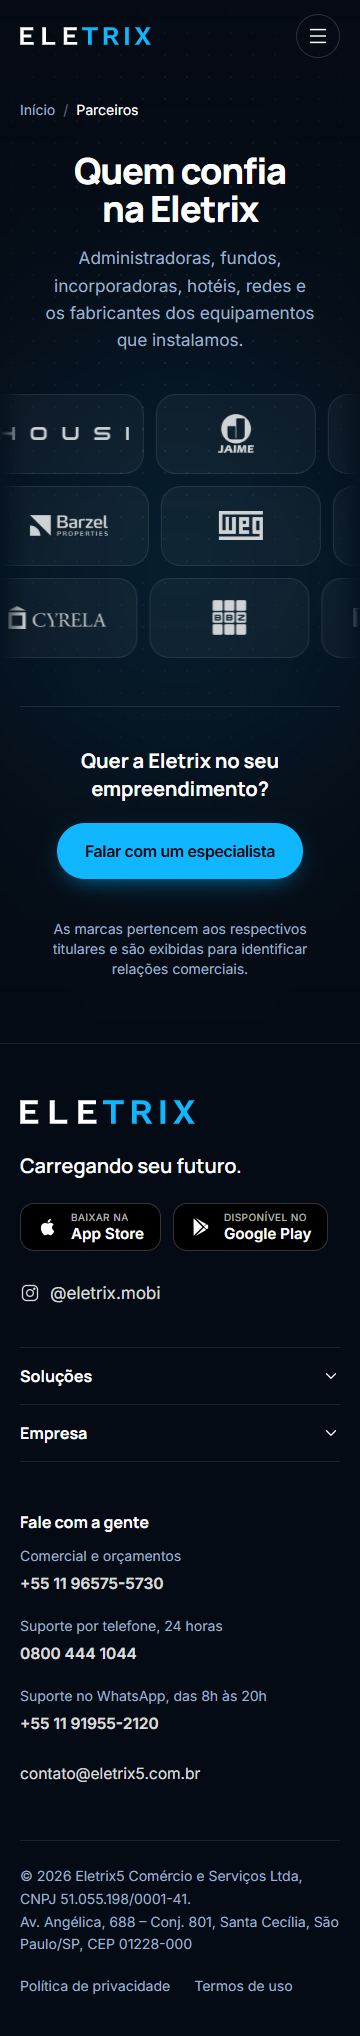 ELETRIX
Início / Parceiros
Quem confia
na Eletrix
Administradoras, fundos,
incorporadoras, hotéis, redes e
os fabricantes dos equipamentos
que instalamos.
HOUSI
JAIME
Barzel
PROPERTIES
weg
CYRELA
BBZ
Quer a Eletrix no seu
empreendimento?
Falar com um especialista
As marcas pertencem aos respectivos
titulares e são exibidas para identificar
relações comerciais.
ELETRIX
Carregando seu futuro.
BAIXAR NA
App Store
DISPONÍVEL NO
Google Play
@eletrix.mobi
Soluções
Empresa
Fale com a gente
Comercial e orçamentos
+55 11 96575-5730
Suporte por telefone, 24 horas
0800 444 1044
Suporte no WhatsApp, das 8h às 20h
+55 11 91955-2120
contato@eletrix5.com.br
© 2026 Eletrix5 Comércio e Serviços Ltda,
CNPJ 51.055.198/0001-41.
Av. Angélica, 688 – Conj. 801, Santa Cecília, São
Paulo/SP, CEP 01228-000
Política de privacidade Termos de uso